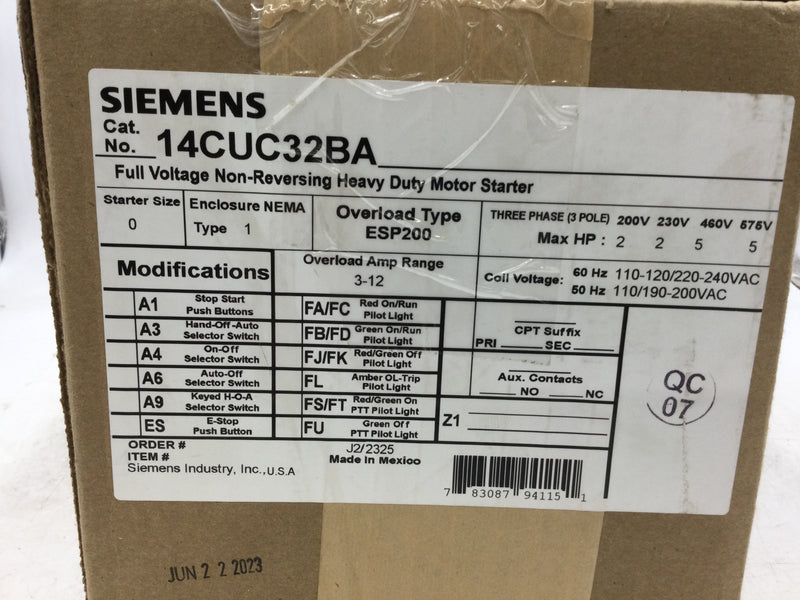 SIEMENS
Cat.
No. 14CUC32BA
Full Voltage Non-Reversing Heavy Duty Motor Starter
Starter Size
0
Enclosure NEMA
Type 1
Overload Type
ESP200
THREE PHASE (3 POLE) 200V 230V 460V 575V
Max HP : 2 2 5 5
Modifications
Overload Amp Range
3-12
Coil Voltage: 60 Hz 110-120/220-240VAC
50 Hz 110/190-200VAC
A1 Stop Start
Push Buttons
A3 Hand-Off-Auto
Selector Switch
A4 On-Off
Selector Switch
A6 Auto-Off
Selector Switch
A9 Keyed H-O-A
Selector Switch
ES E-Stop
Push Button
FA/FC Red On/Run
Pilot Light
FB/FD Green On/Run
Pilot Light
FJ/FK Red/Green Off
Pilot Light
FL Amber OL-Trip
Pilot Light
FS/FT Red/Green On
PTT Pilot Light
FU Green Off
PTT Pilot Light
CPT Suffix
PRI SEC
Aux. Contacts
NO NC
Z1
QC
07
ORDER #
ITEM #
Siemens Industry, Inc., U.S.A
J2/2325
Made in Mexico
7 83087 94115 1
JUN 22 2023